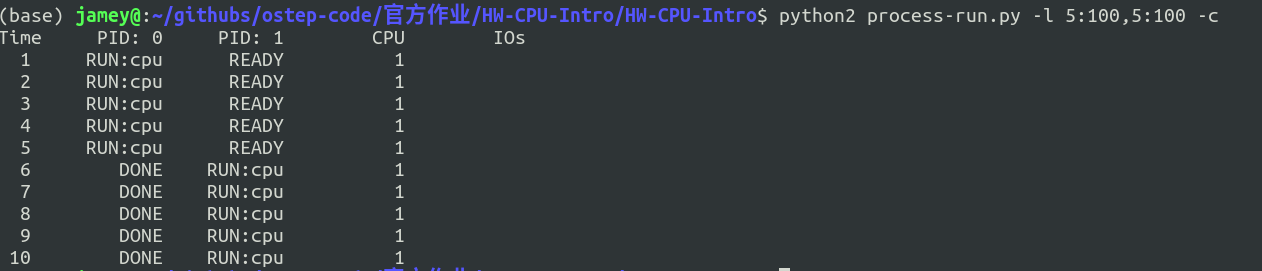 (base) jamey@:~/githubs/ostep-code/官方作业/HW-CPU-Intro/HW-CPU-Intro$ python2 process-run.py -l 5:100,5:100 -c
Time PID: 0 PID: 1 CPU IOs
1 RUN:cpu READY 1
2 RUN:cpu READY 1
3 RUN:cpu READY 1
4 RUN:cpu READY 1
5 RUN:cpu READY 1
6 DONE RUN:cpu 1
7 DONE RUN:cpu 1
8 DONE RUN:cpu 1
9 DONE RUN:cpu 1
10 DONE RUN:cpu 1